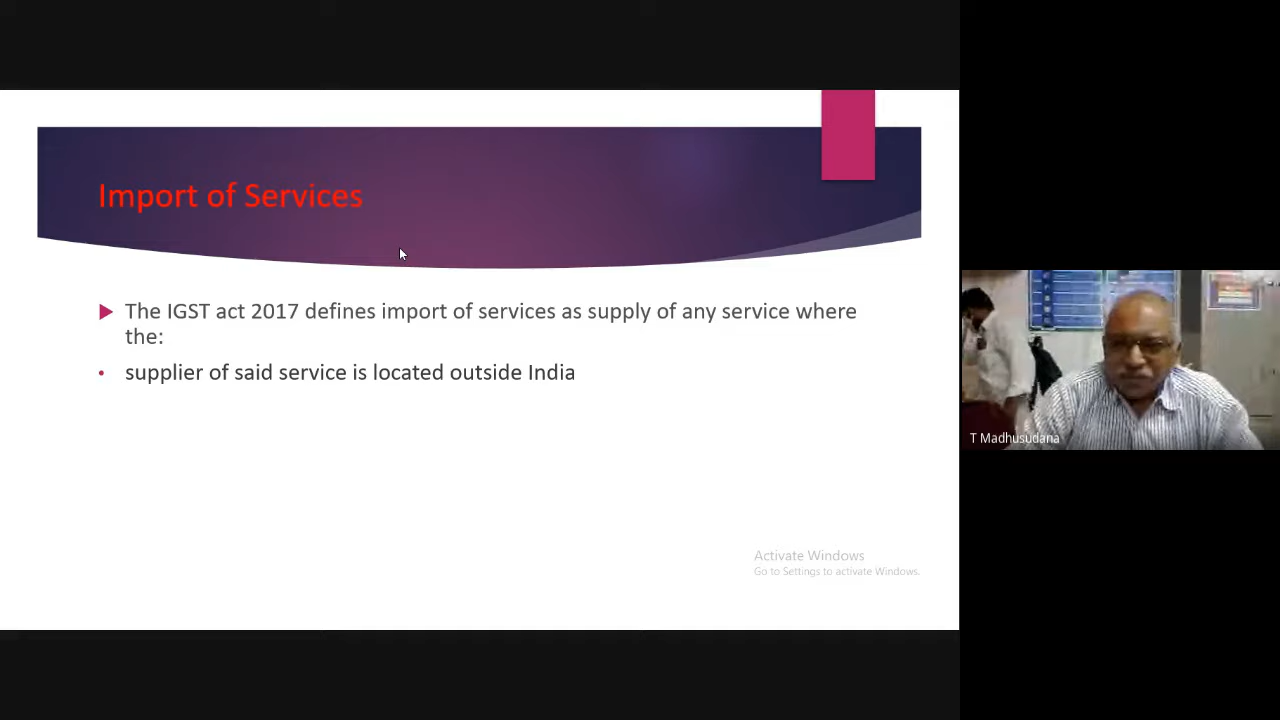 Import of Services
The IGST act 2017 defines import of services as supply of any service where
the:
supplier of said service is located outside India
Activate Windows
Go to Settings to activate Windows.
T Madhusudana